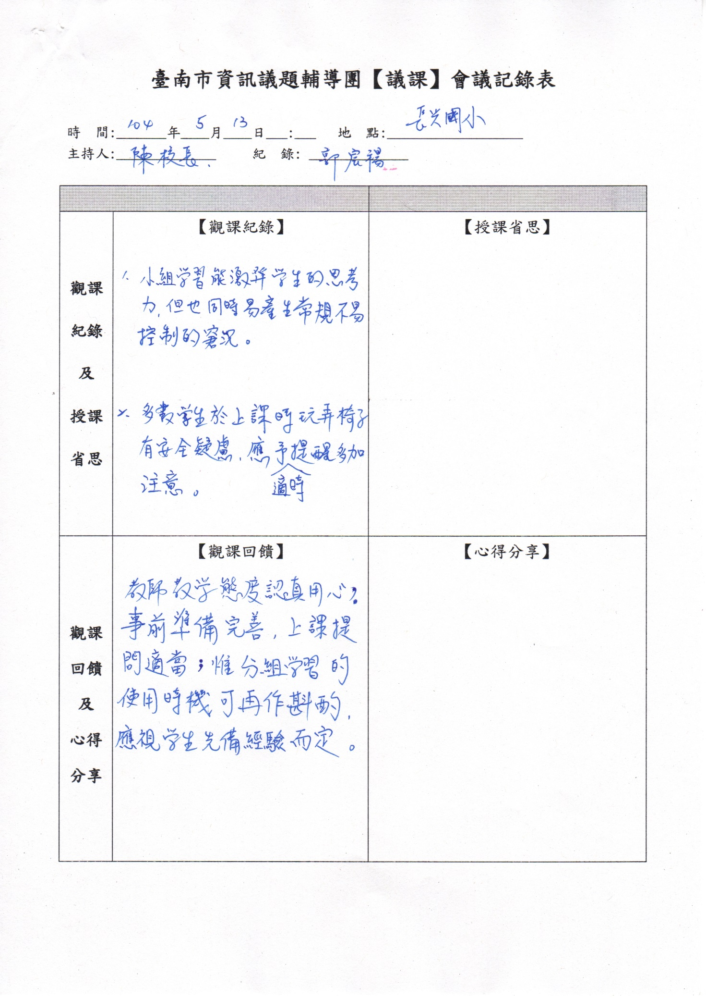 臺南市資訊議題輔導團【議課】會議記錄表
時 間:104年5月13日__:__ 地 點:長兴國小
主持人:陳校長. 紀 錄:郭宏禓
【觀課紀錄】
【授課省思】
觀課
紀錄
及
授課
省思
1. 小組学習能激發学生的思考
力,但也同時易產生常規不易
控制的窘況。
2. 多数學生於上課時玩弄椅子
有安全疑慮,應予適時提醒多加
注意。
【觀課回饋】
【心得分享】
觀課
回饋
及
心得
分享
教師教学態度認真用心;
事前準備完善,上課提
問適當;惟分組学習的
使用時機可再作斟酌,
應視学生先備經驗而定。